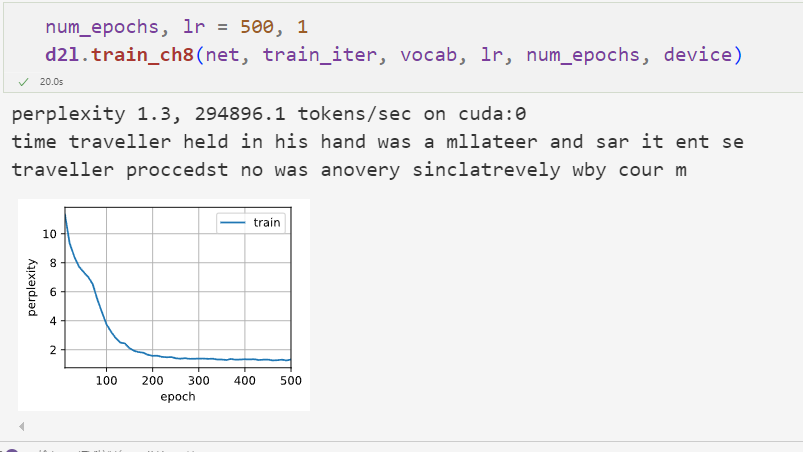 num_epochs, lr = 500, 1
d2l.train_ch8(net, train_iter, vocab, lr, num_epochs, device)
20.0s
perplexity 1.3, 294896.1 tokens/sec on cuda:0
time traveller held in his hand was a mllateer and sar it ent se
traveller proccedst no was anovery sinclatrevely wby cour m
train
10
8
6
4
2
perplexity
100 200 300 400 500
epoch